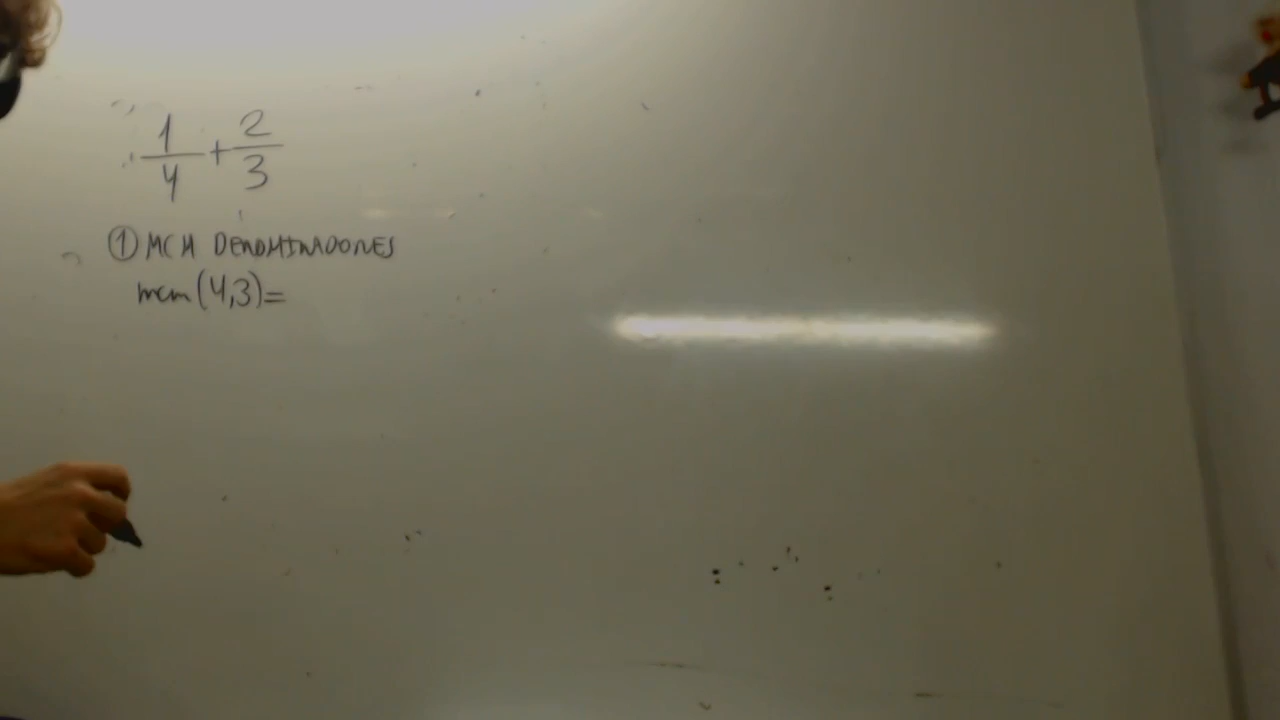 1/4 + 2/3
① MCM DENOMINADORES
mcm(4,3)=